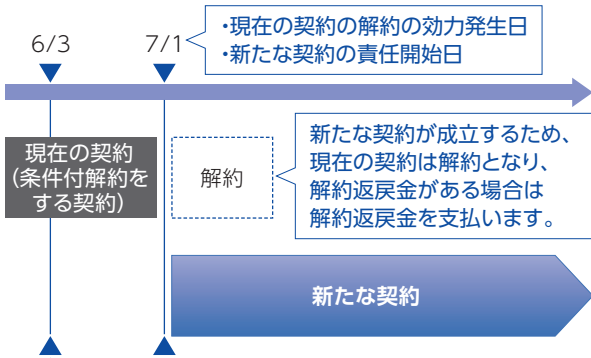 6/3
7/1
・現在の契約の解約の効力発生日
・新たな契約の責任開始日
現在の契約
(条件付解約を
する契約)
解約
新たな契約が成立するため、
現在の契約は解約となり、
解約返戻金がある場合は
解約返戻金を支払います。
新たな契約